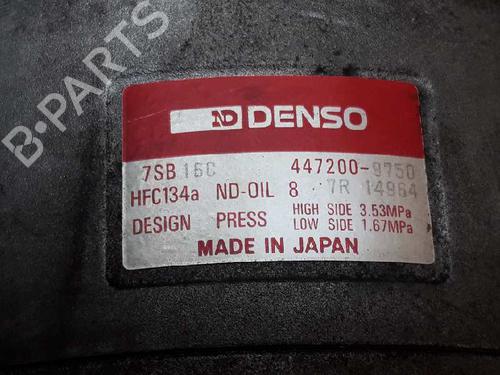 B-PARTS
ND DENSO
7SB16C 447200-9750
HFC134a ND-OIL 8 7R 14964
DESIGN PRESS HIGH SIDE 3.53MPa
LOW SIDE 1.67MPa
MADE IN JAPAN